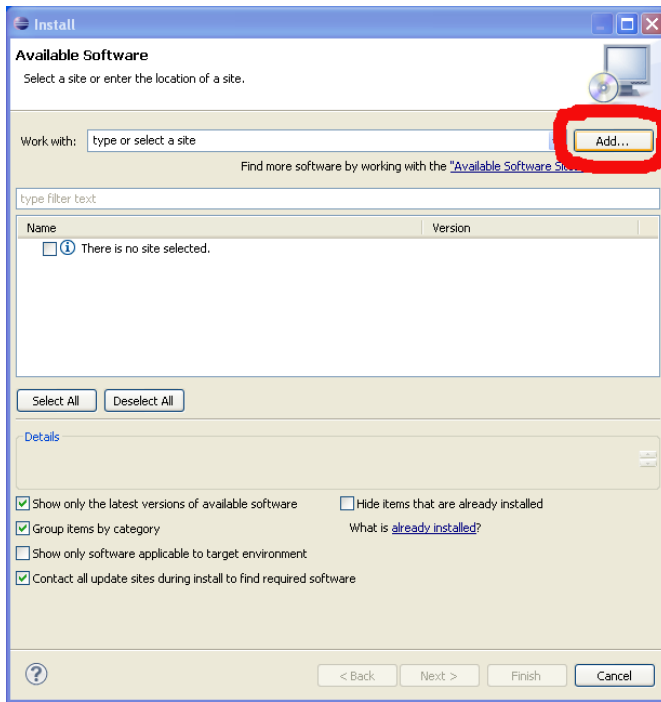 Install
Available Software
Select a site or enter the location of a site.
Work with: type or select a site Add...
Find more software by working with the "Available Software
type filter text
Name Version
There is no site selected.
Select All Deselect All
Details
Show only the latest versions of available software Hide items that are already installed
Group items by category What is already installed?
Show only software applicable to target environment
Contact all update sites during install to find required software
? < Back Next > Finish Cancel